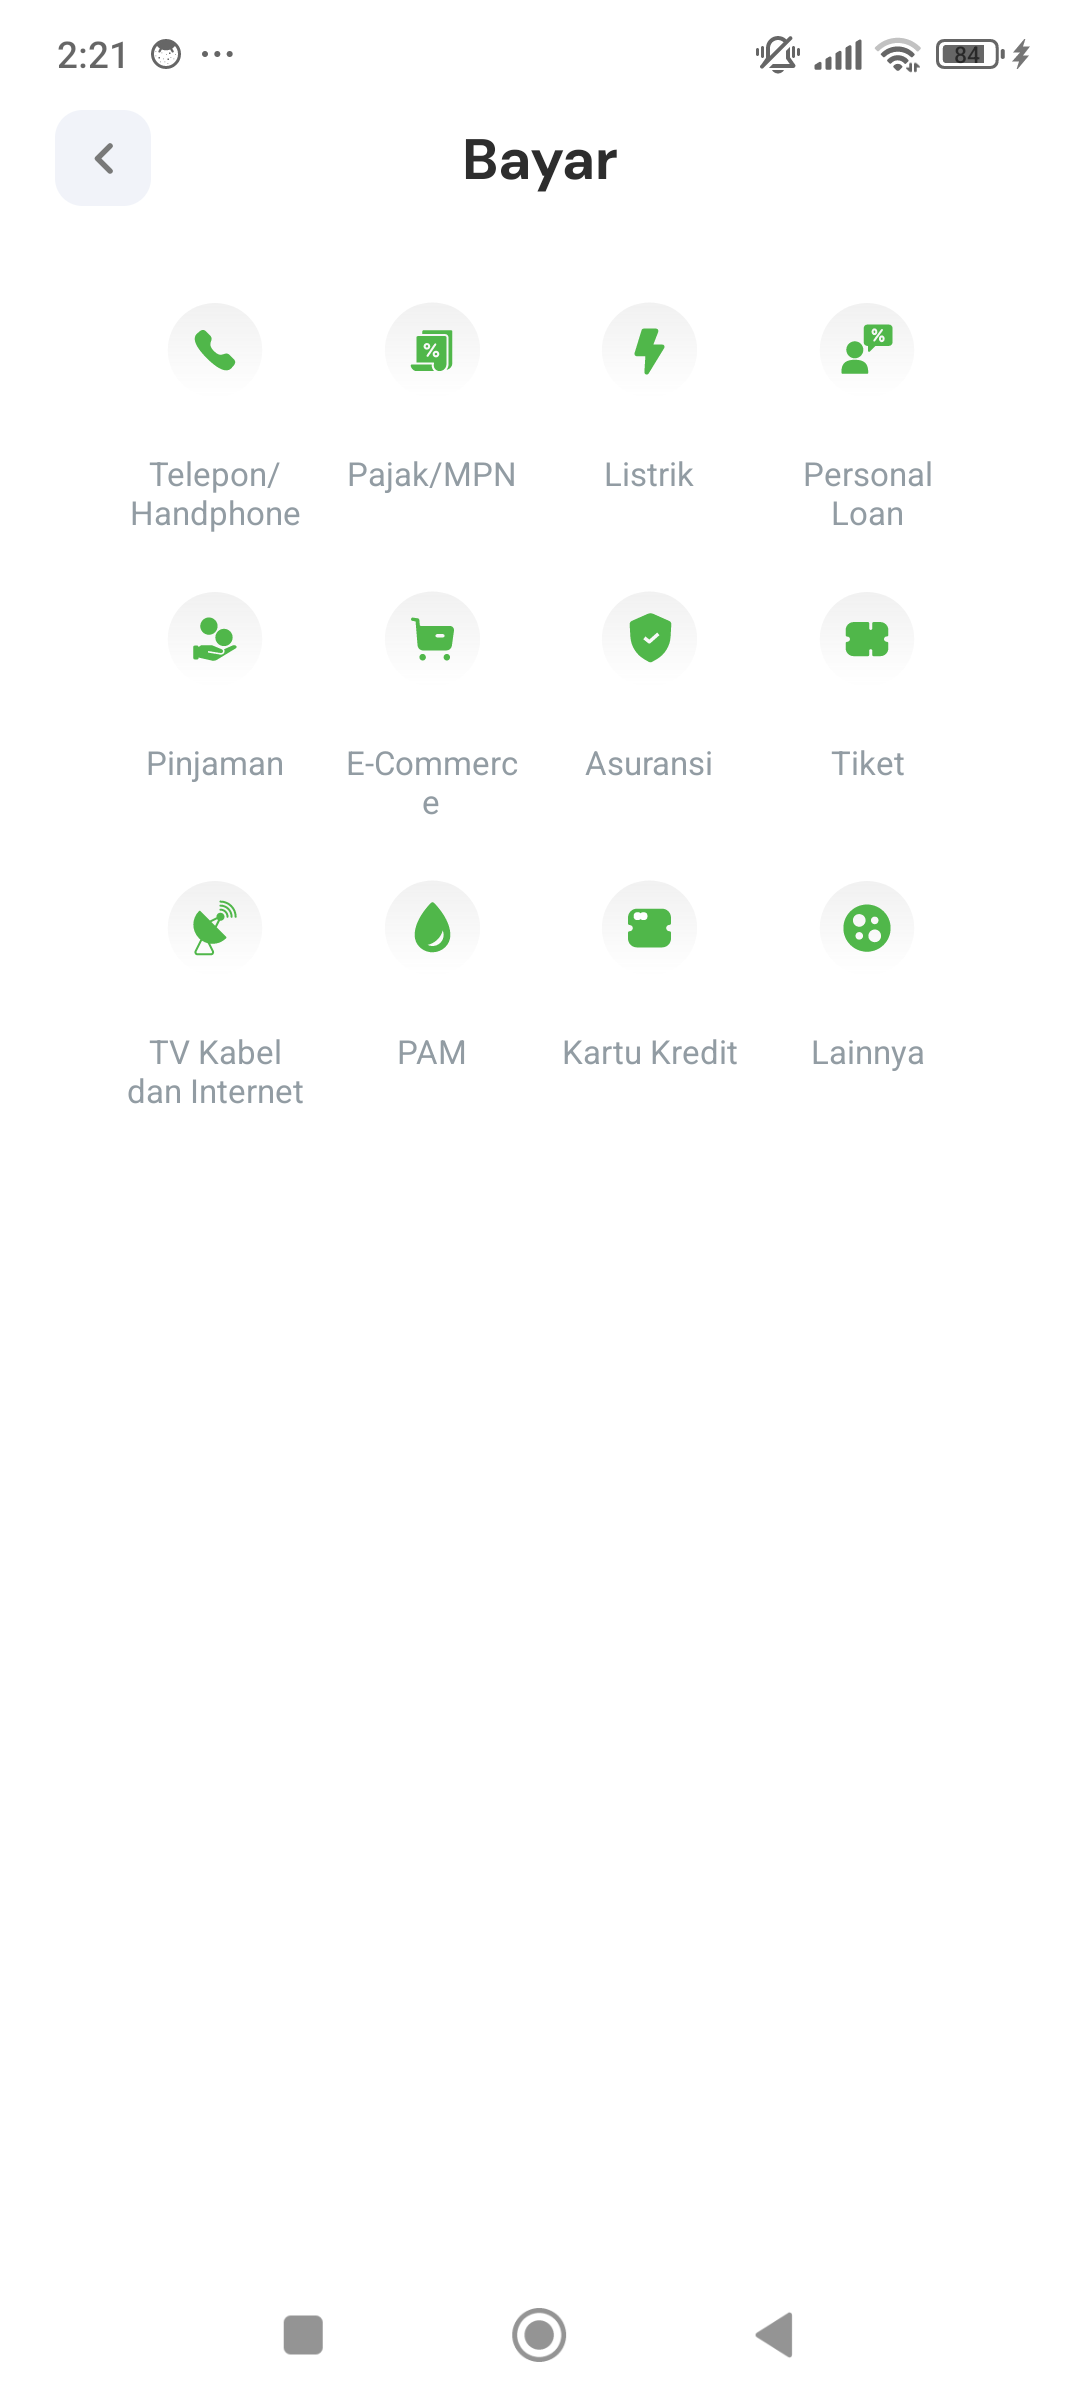 2:21
84
Bayar
Telepon/
Handphone
Pajak/MPN
Listrik
Personal
Loan
Pinjaman
E-Commerc
e
Asuransi
Tiket
TV Kabel
dan Internet
PAM
Kartu Kredit
Lainnya